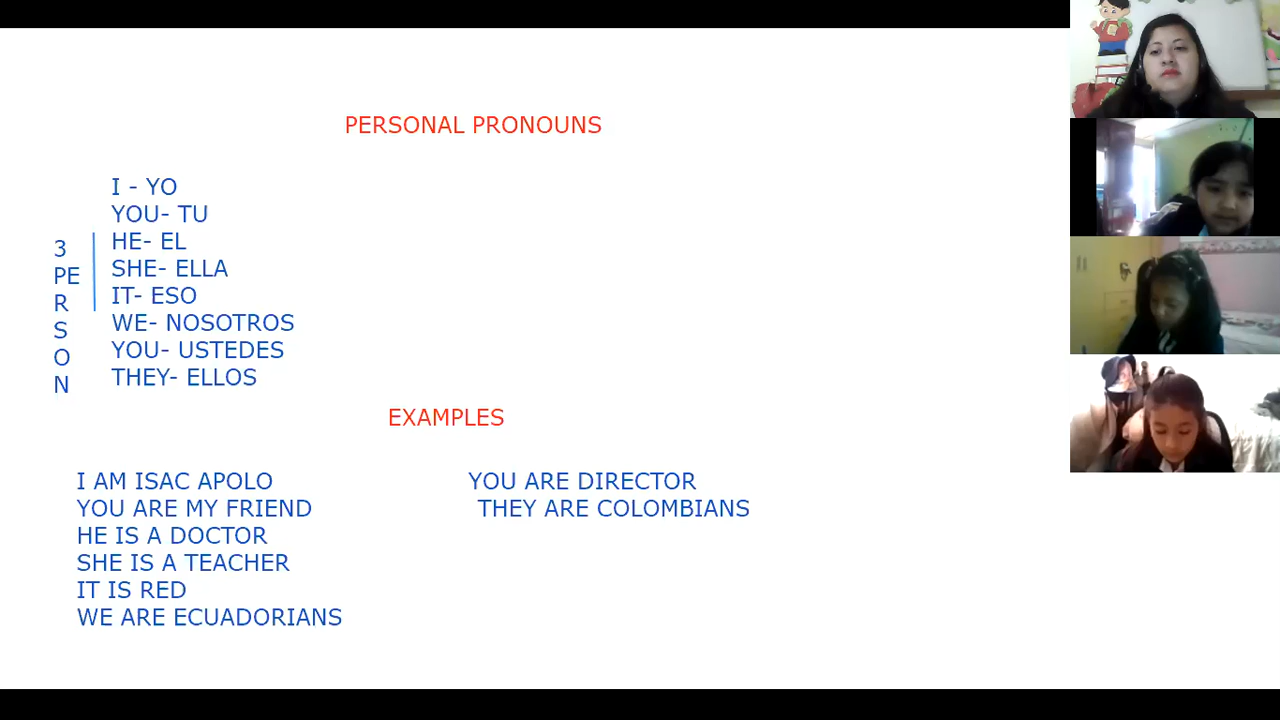 PERSONAL PRONOUNS
I - YO
YOU- TU
HE- EL
SHE- ELLA
IT- ESO
WE- NOSOTROS
YOU- USTEDES
THEY- ELLOS
3
PE
R
S
O
N
EXAMPLES
I AM ISAC APOLO
YOU ARE MY FRIEND
HE IS A DOCTOR
SHE IS A TEACHER
IT IS RED
WE ARE ECUADORIANS
YOU ARE DIRECTOR
THEY ARE COLOMBIANS